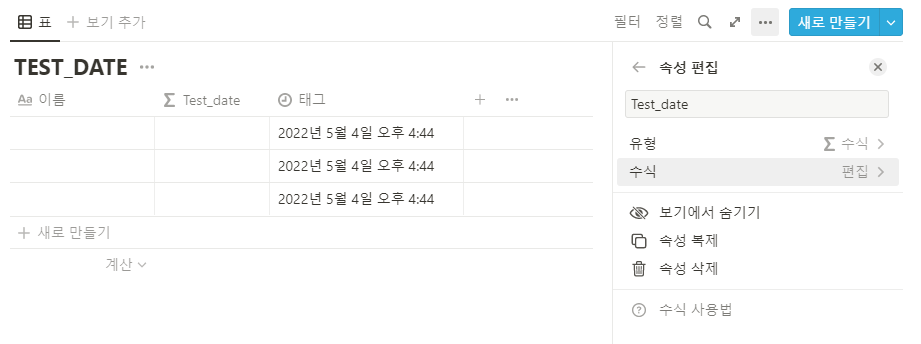 표 + 보기 추가
필터 정렬 ... 새로 만들기
TEST_DATE ...
Aa 이름 Σ Test_date 태그 + ...
2022년 5월 4일 오후 4:44
2022년 5월 4일 오후 4:44
2022년 5월 4일 오후 4:44
+ 새로 만들기
계산
← 속성 편집
Test_date
유형 Σ 수식
수식 편집
보기에서 숨기기
속성 복제
속성 삭제
? 수식 사용법